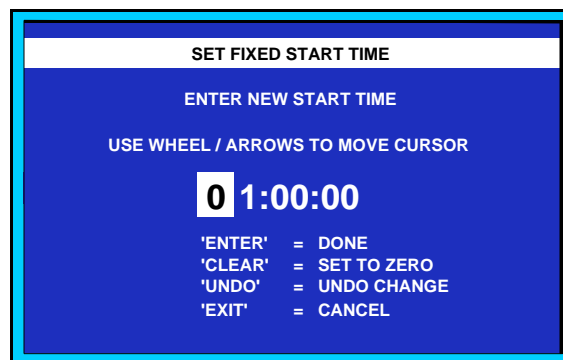 SET FIXED START TIME
ENTER NEW START TIME
USE WHEEL / ARROWS TO MOVE CURSOR
01:00:00
'ENTER' = DONE
'CLEAR' = SET TO ZERO
'UNDO' = UNDO CHANGE
'EXIT' = CANCEL